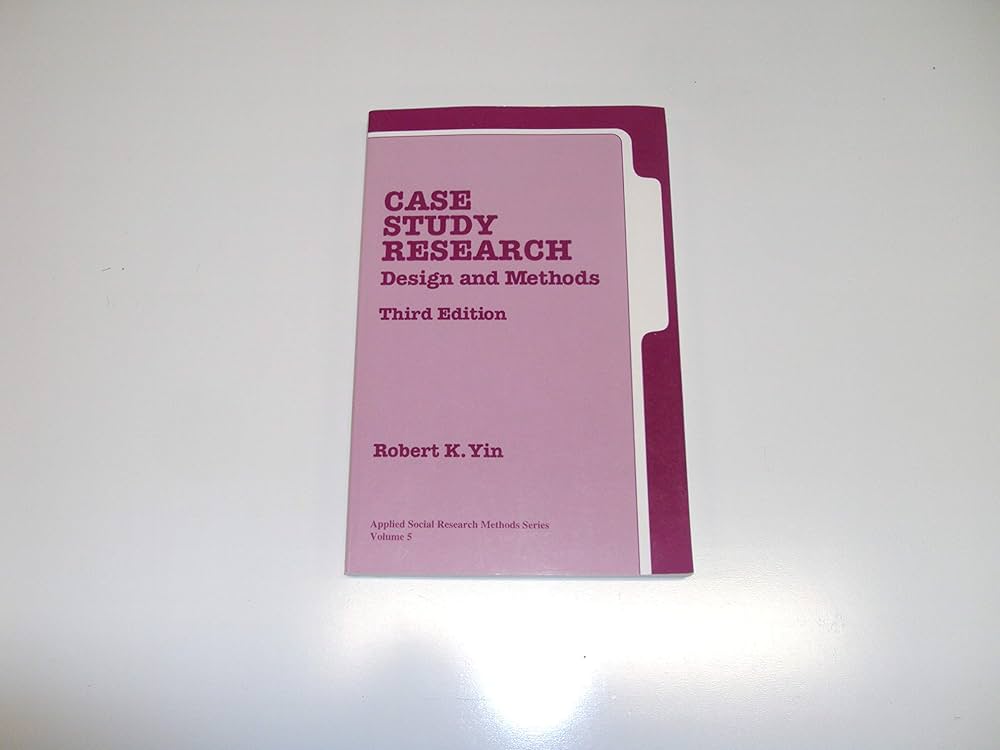 CASE
STUDY
RESEARCH
Design and Methods
Third Edition
Robert K. Yin
Applied Social Research Methods Series
Volume 5